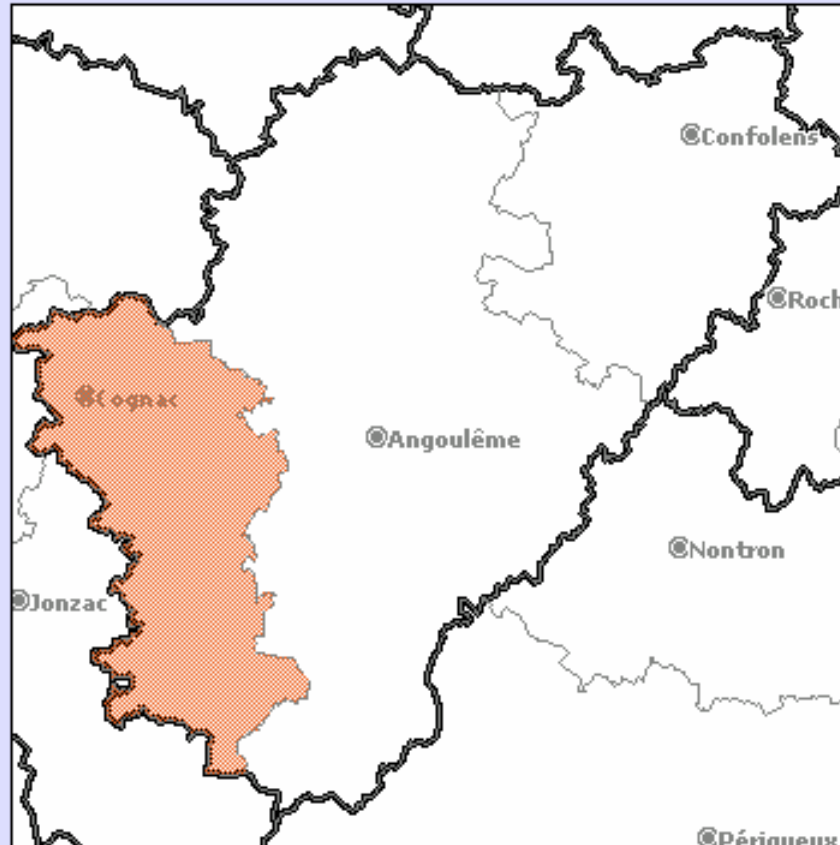 Confolens
Roch
Cognac
Angoulême
Nontron
Jonzac
Périgueux